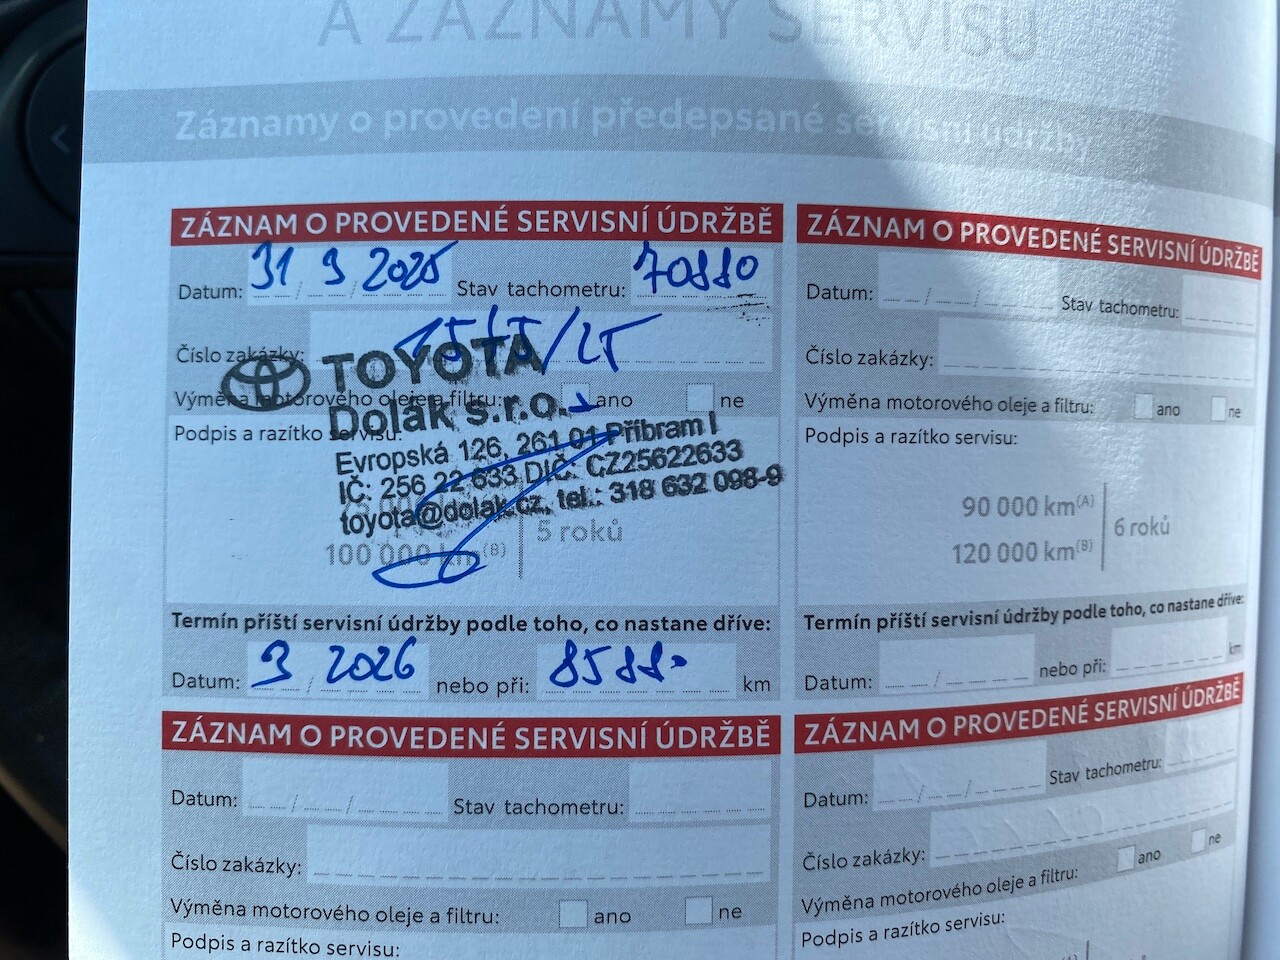 A ZÁZNAMY SERVISU
Záznamy o provedení předepsané servisní údržby
ZÁZNAM O PROVEDENÉ SERVISNÍ ÚDRŽBĚ
Datum: 31 / 3 / 2025 Stav tachometru: 70880
Číslo zakázky:
Výměna motorového oleje a filtru: ano ne
Podpis a razítko servisu:
TOYOTA
Dolák s.r.o.
Evropská 126, 261 01 Příbram I
IČ: 256 22 633 DIČ: CZ25622633
toyota@dolak.cz, tel.: 318 632 098-9
100 000 km(B)
5 roků
Termín příští servisní údržby podle toho, co nastane dříve:
Datum: 3 / 2026 nebo při: 85880 km
ZÁZNAM O PROVEDENÉ SERVISNÍ ÚDRŽBĚ
Datum: / / Stav tachometru:
Číslo zakázky:
Výměna motorového oleje a filtru: ano ne
Podpis a razítko servisu:
90 000 km(A)
120 000 km(B)
6 roků
Termín příští servisní údržby podle toho, co nastane dříve:
Datum: / nebo při: km
ZÁZNAM O PROVEDENÉ SERVISNÍ ÚDRŽBĚ
Datum: / / Stav tachometru:
Číslo zakázky:
Výměna motorového oleje a filtru: ano ne
Podpis a razítko servisu:
ZÁZNAM O PROVEDENÉ SERVISNÍ ÚDRŽBĚ
Datum: / / Stav tachometru:
Číslo zakázky:
Výměna motorového oleje a filtru: ano ne
Podpis a razítko servisu: